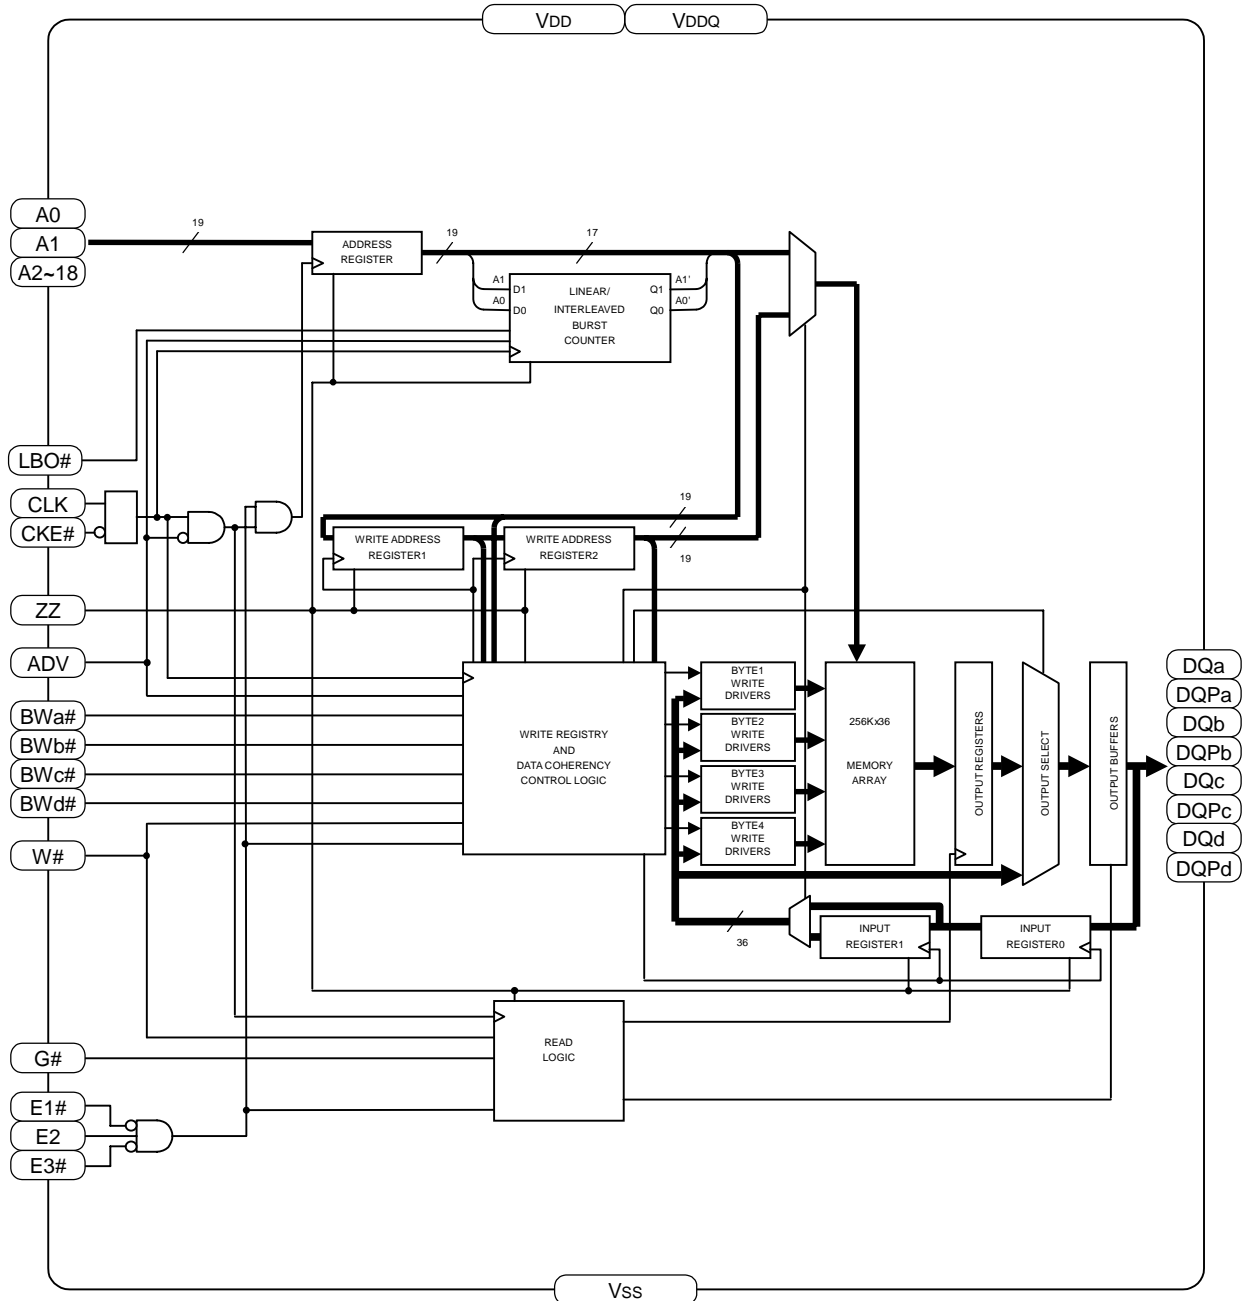 VDD
VDDQ
A0
A1
A2~18
19
ADDRESS
REGISTER
19
17
A1
A0
D1
D0
LINEAR/
INTERLEAVED
BURST
COUNTER
Q1
Q0
A1'
A0'
LBO#
CLK
CKE#
19
19
WRITE ADDRESS
REGISTER1
WRITE ADDRESS
REGISTER2
ZZ
ADV
BWa#
BWb#
BWc#
BWd#
W#
WRITE REGISTRY
AND
DATA COHERENCY
CONTROL LOGIC
BYTE1
WRITE
DRIVERS
BYTE2
WRITE
DRIVERS
BYTE3
WRITE
DRIVERS
BYTE4
WRITE
DRIVERS
256Kx36
MEMORY
ARRAY
OUTPUT REGISTERS
OUTPUT SELECT
OUTPUT BUFFERS
DQa
DQPa
DQb
DQPb
DQc
DQPc
DQd
DQPd
36
INPUT
REGISTER1
INPUT
REGISTER0
READ
LOGIC
G#
E1#
E2
E3#
VSS